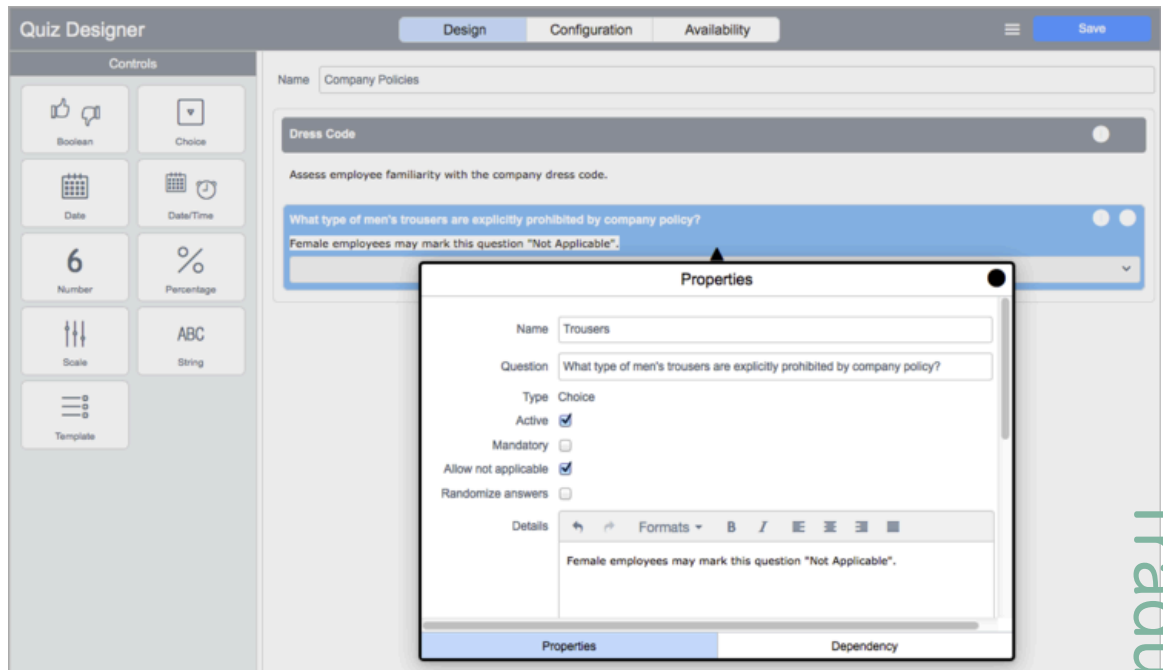 Quiz Designer
Design
Configuration
Availability
Save
Controls
Boolean
Choice
Date
Date/Time
6
Number
%
Percentage
Scale
ABC
String
Template
Name Company Policies
Dress Code
Assess employee familiarity with the company dress code.
What type of men's trousers are explicitly prohibited by company policy?
Female employees may mark this question "Not Applicable".
Properties
Name Trousers
Question What type of men's trousers are explicitly prohibited by company policy?
Type Choice
Active
Mandatory
Allow not applicable
Randomize answers
Details Formats B I
Female employees may mark this question "Not Applicable".
Properties
Dependency